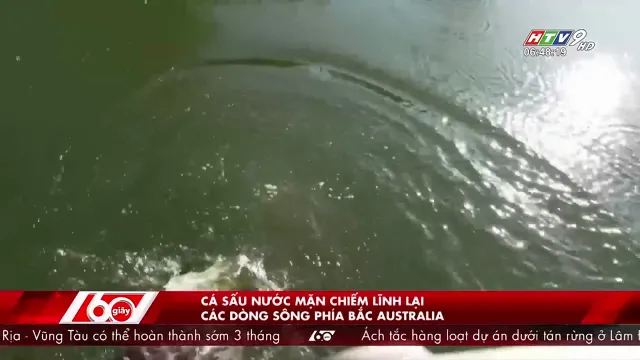 HTV9 HD
06:48:19
60 giây
CÁ SẤU NƯỚC MẶN CHIẾM LĨNH LẠI
CÁC DÒNG SÔNG PHÍA BẮC AUSTRALIA
Rịa - Vũng Tàu có thể hoàn thành sớm 3 tháng 60 Ách tắc hàng loạt dự án dưới tán rừng ở Lâm